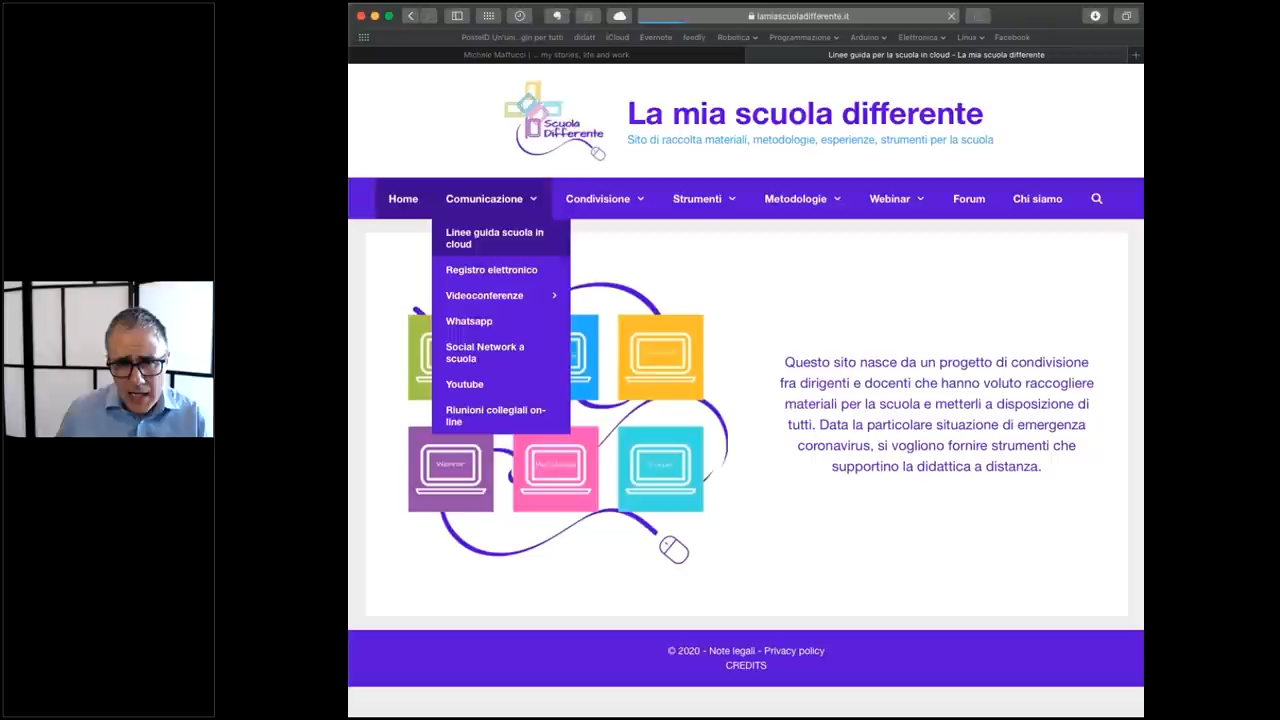 lamiascuoladifferente.it
PosteID Un'um...gin per tutti didatt iCloud Evernote feedly Robotica Programmazione Arduino Elettronica Linux Facebook
Michele Maffucci | ... my stories, life and work
Linee guida per la scuola in cloud - La mia scuola differente
Scuola
Differente
La mia scuola differente
Sito di raccolta materiali, metodologie, esperienze, strumenti per la scuola
Home Comunicazione Condivisione Strumenti Metodologie Webinar Forum Chi siamo
Linee guida scuola in
cloud
Registro elettronico
Videoconferenze
Whatsapp
Social Network a
scuola
Youtube
Riunioni collegiali on-
line
Webinar
Questo sito nasce da un progetto di condivisione
fra dirigenti e docenti che hanno voluto raccogliere
materiali per la scuola e metterli a disposizione di
tutti. Data la particolare situazione di emergenza
coronavirus, si vogliono fornire strumenti che
supportino la didattica a distanza.
© 2020 - Note legali - Privacy policy
CREDITS